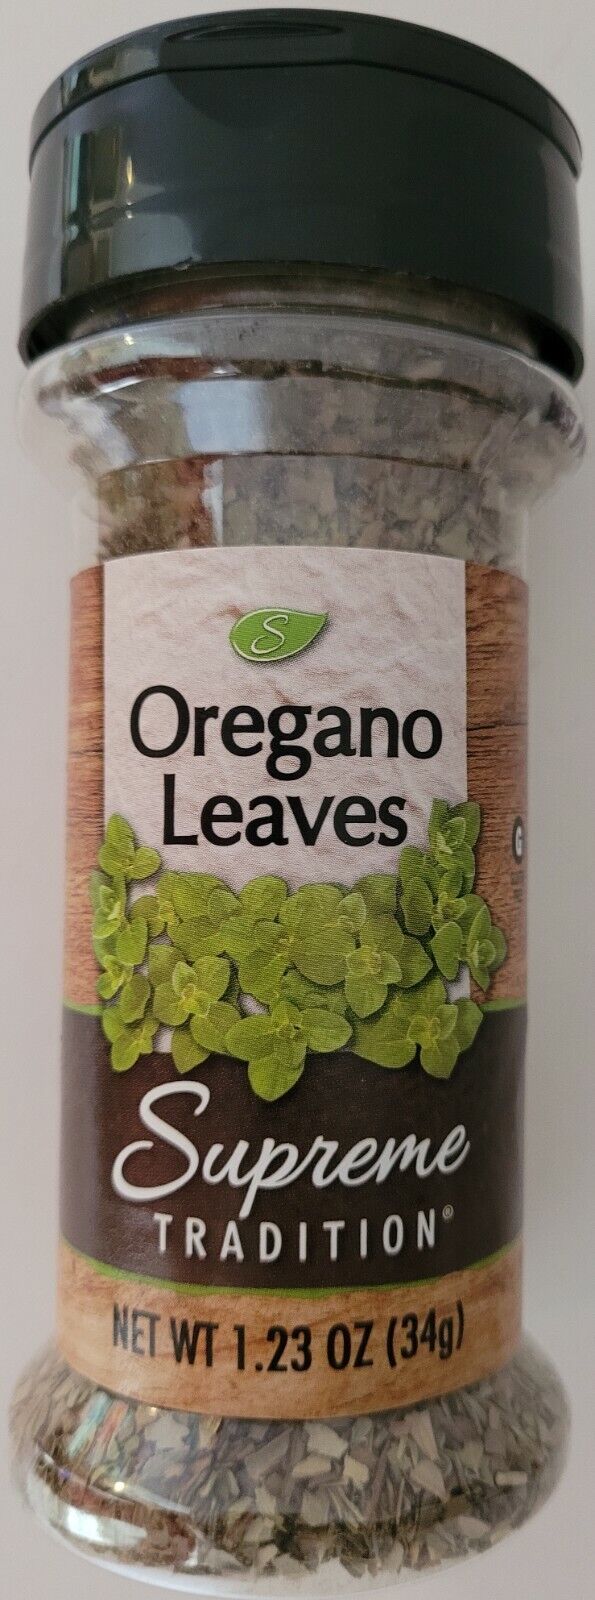 S
Oregano
Leaves
G
Supreme
TRADITION®
NET WT 1.23 OZ (34g)